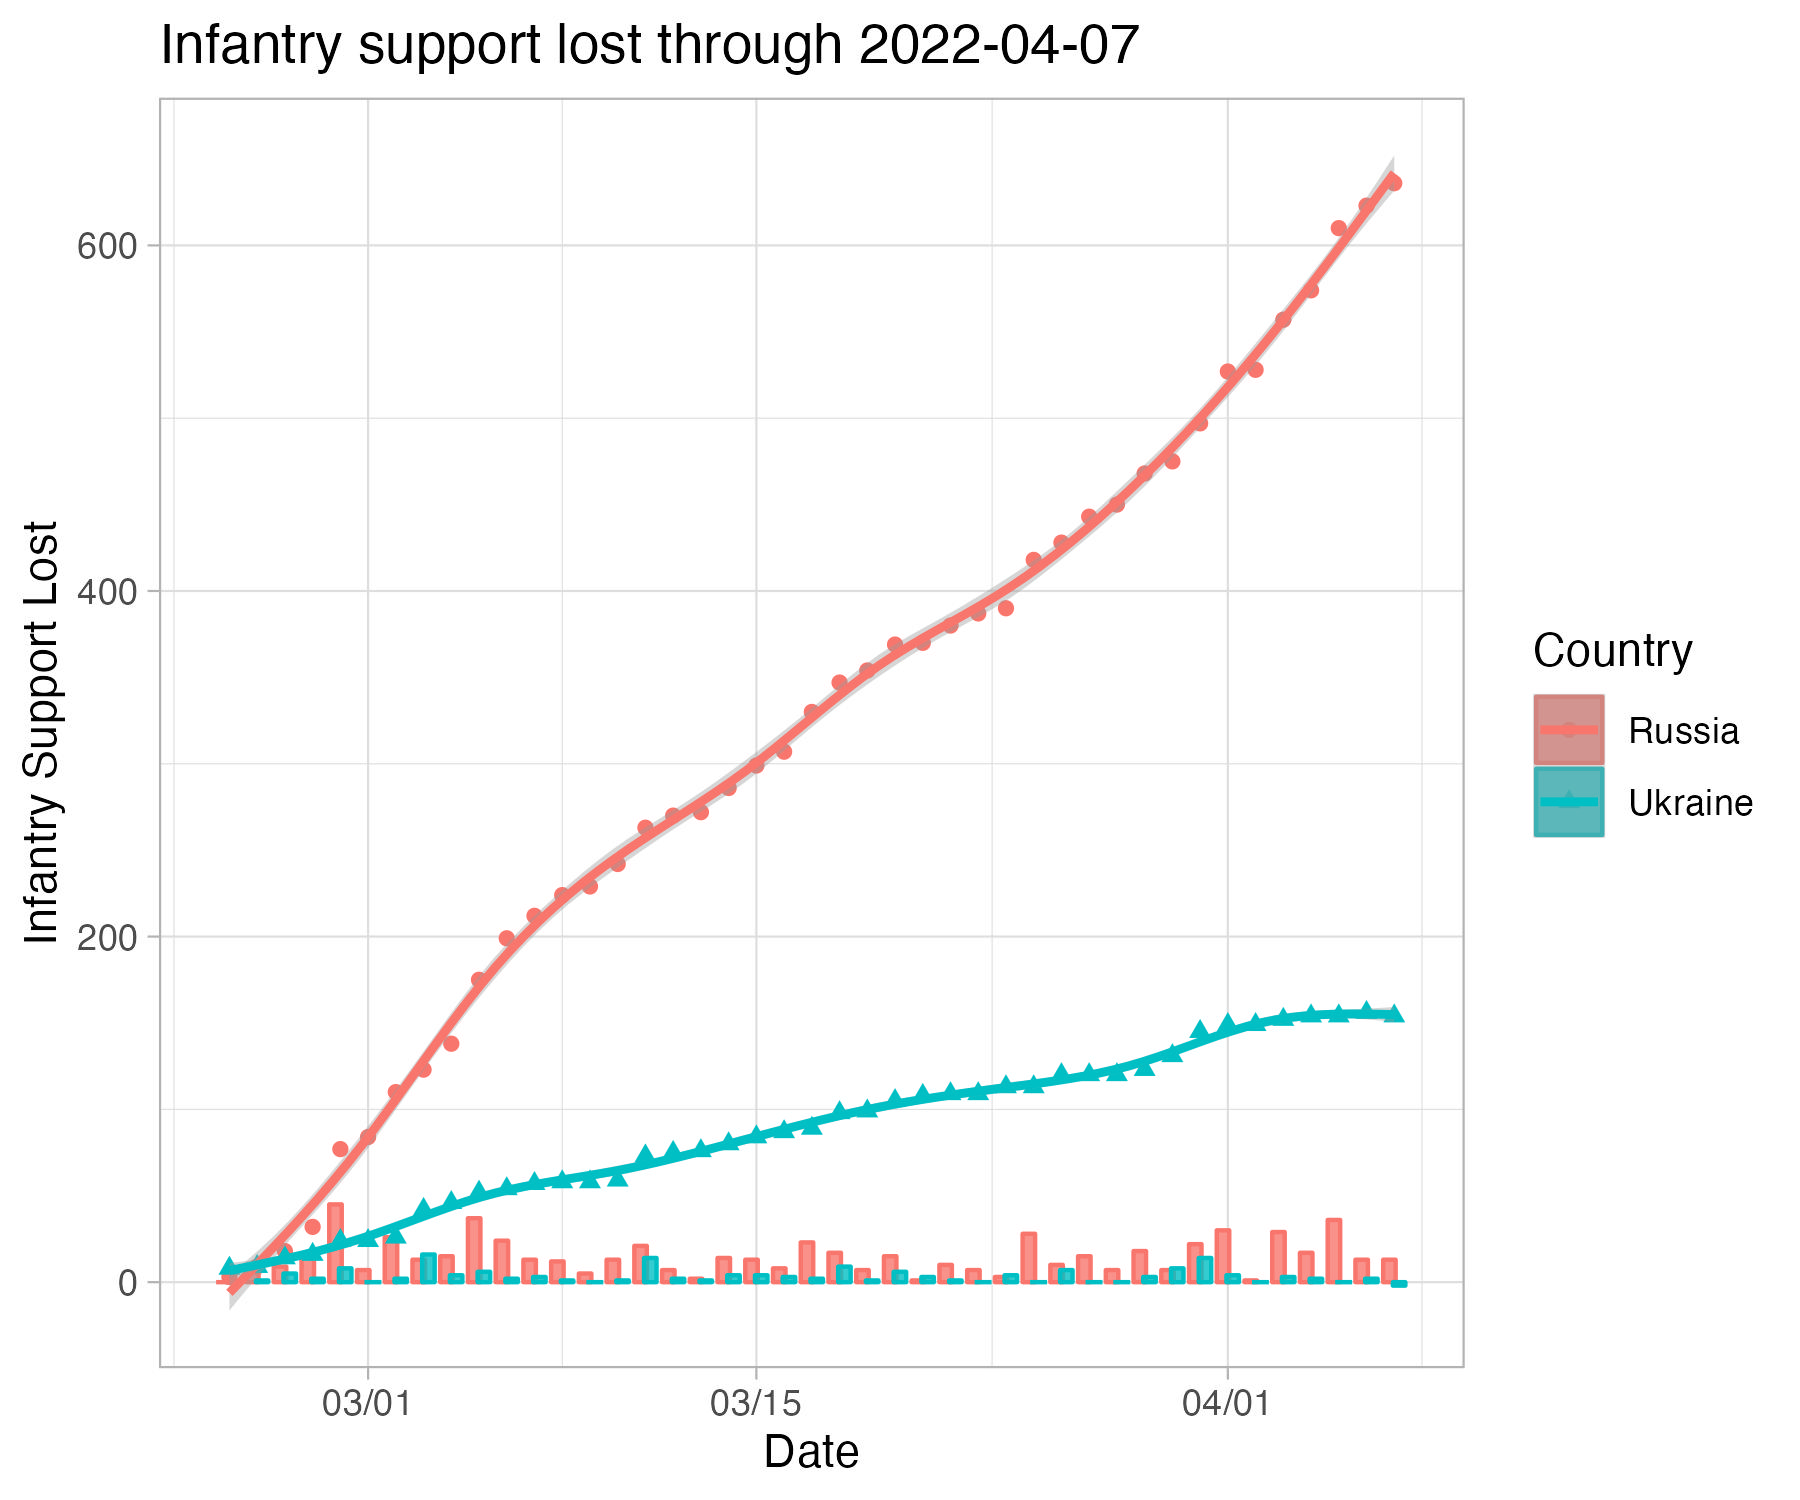 Infantry support lost through 2022-04-07
Infantry Support Lost
600
400
200
0
03/01
03/15
04/01
Date
Country
Russia
Ukraine